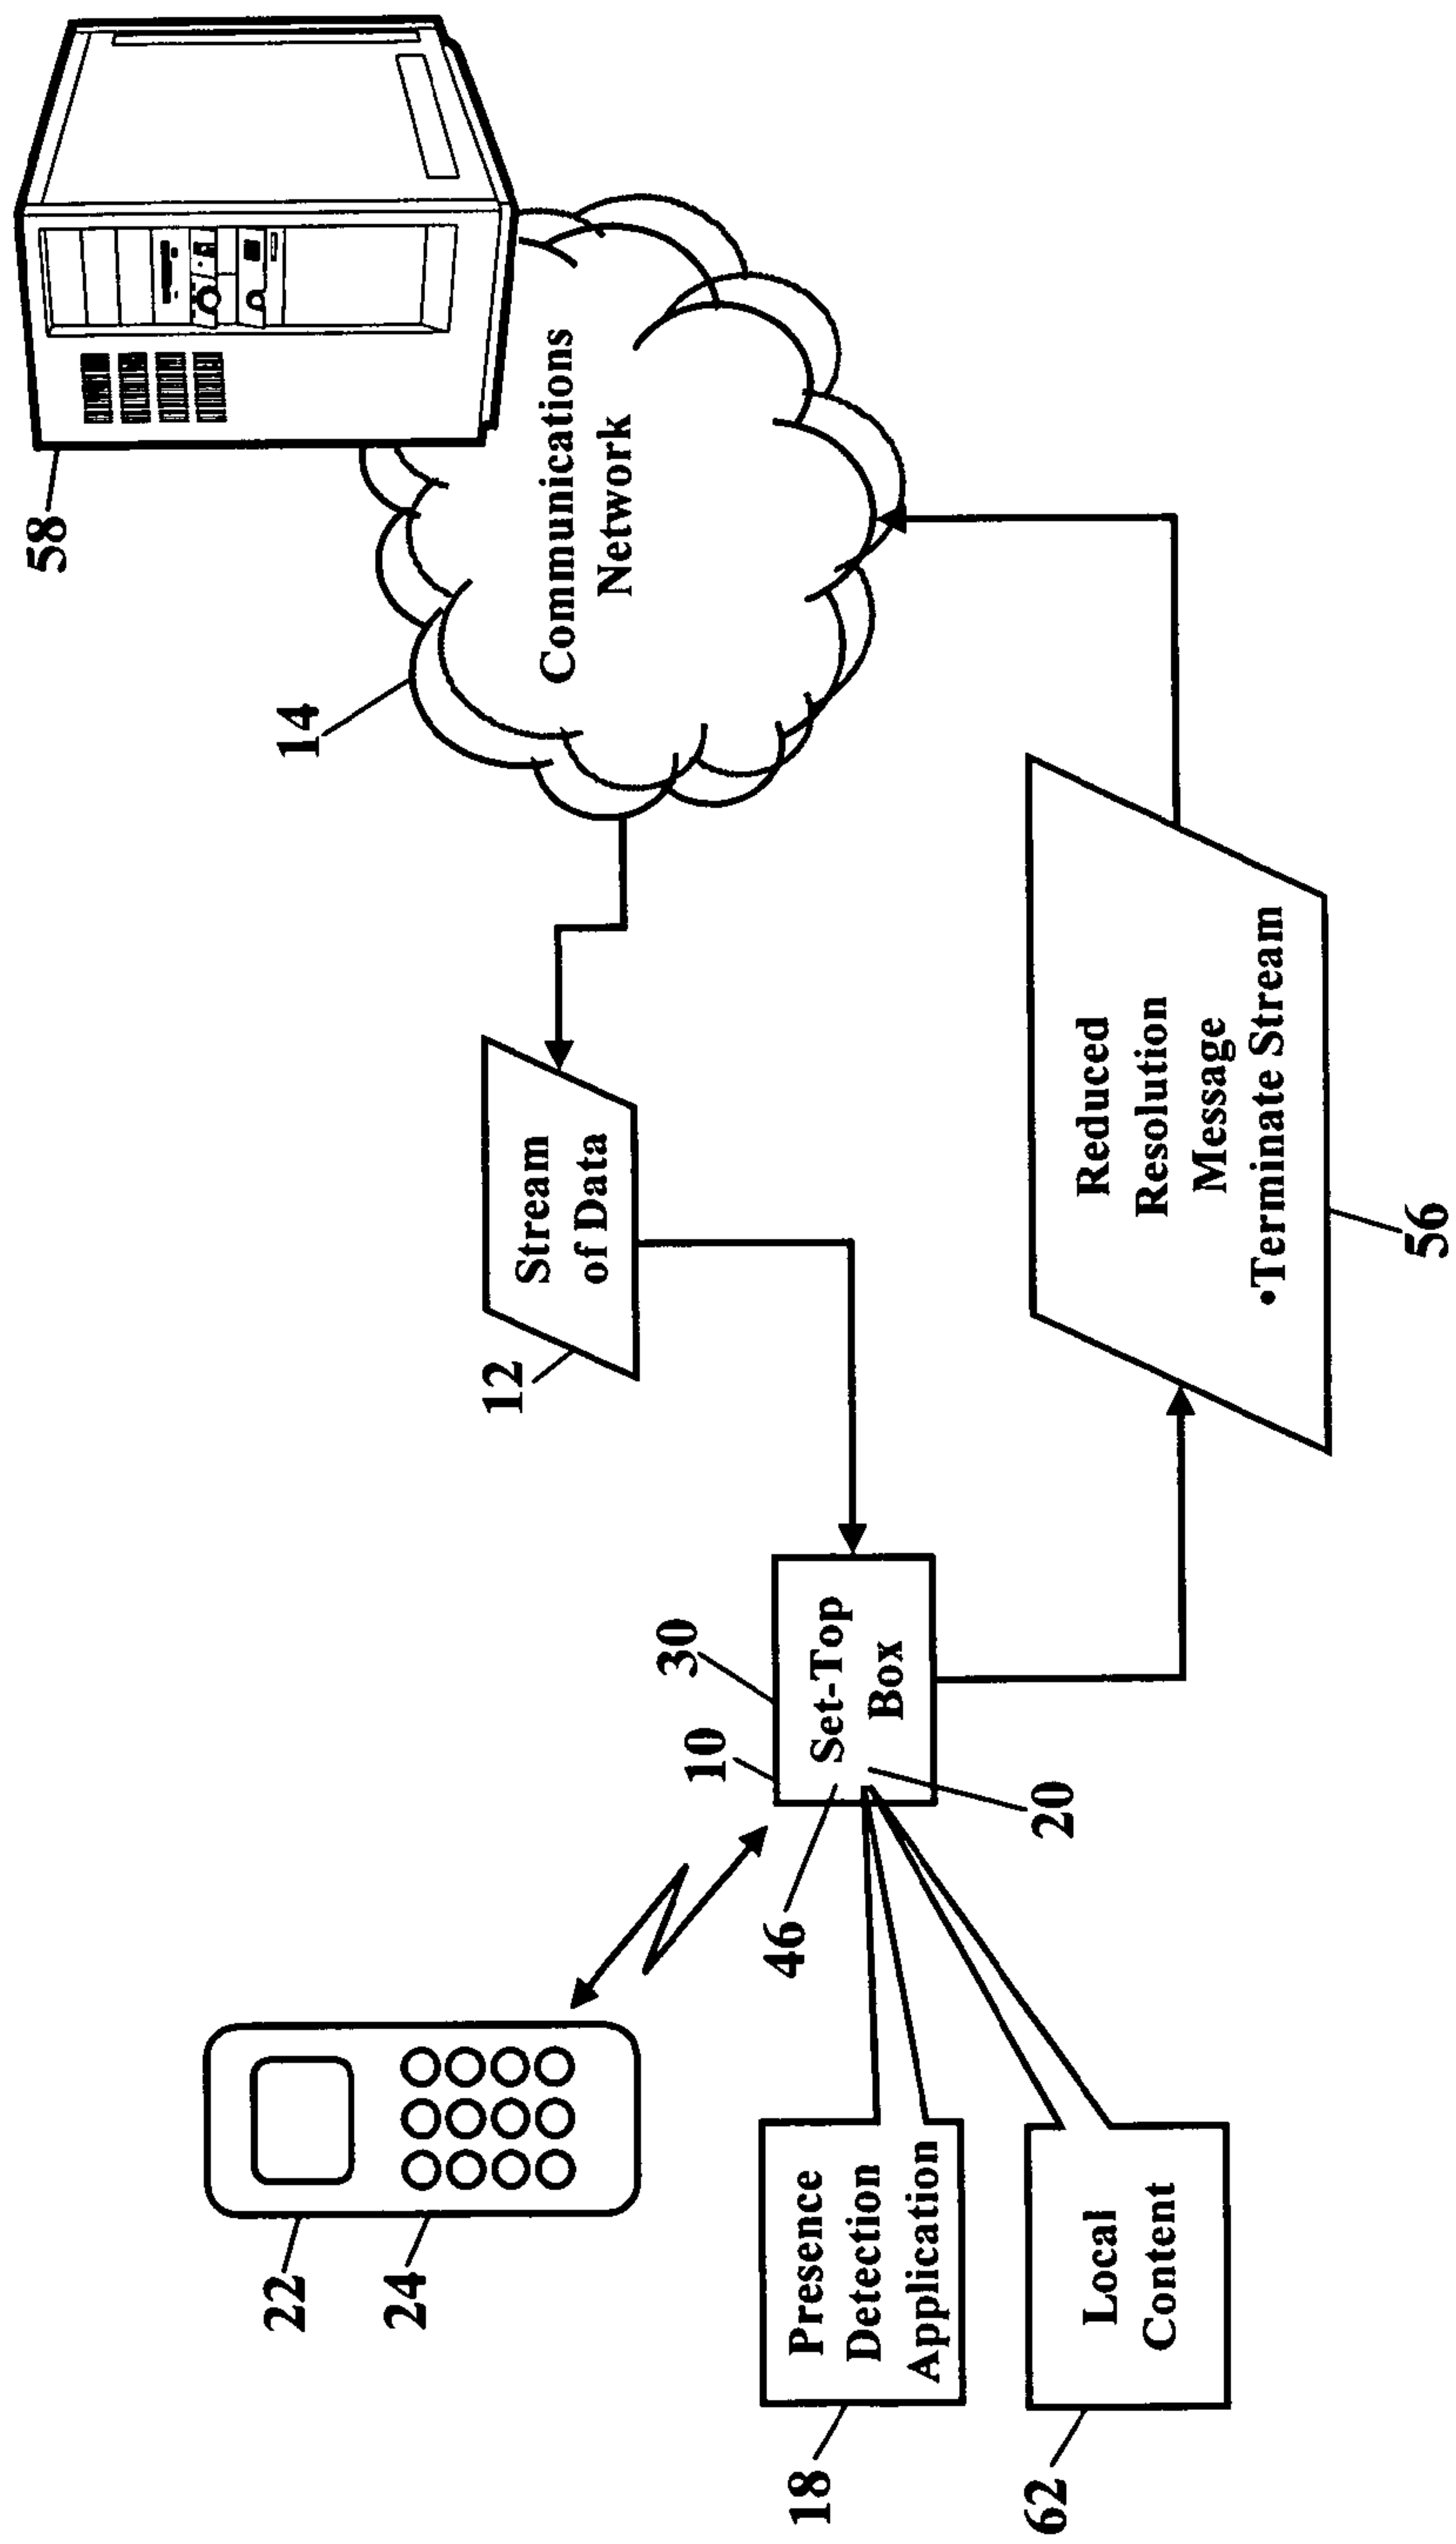 58
14
Communications
Network
22
24
12
Stream
of Data
10
30
Set-Top
Box
46
20
18
Presence
Detection
Application
62
Local
Content
Reduced
Resolution
Message
•Terminate Stream
56